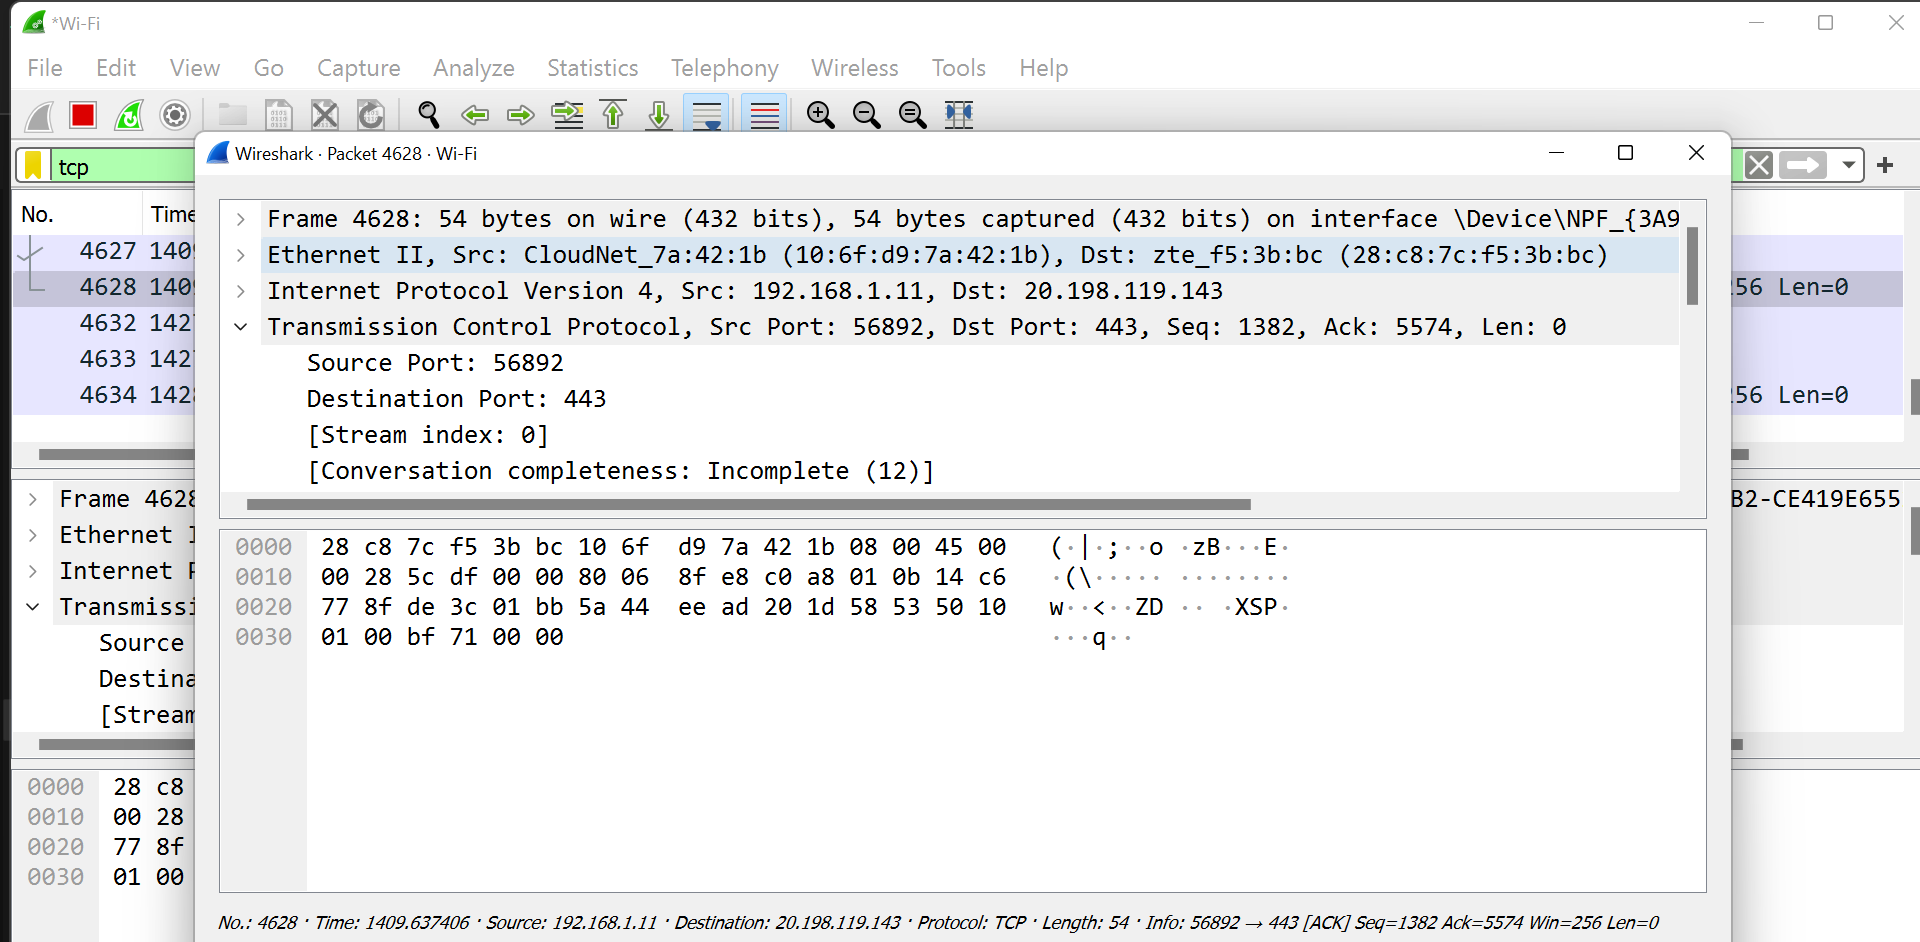 *Wi-Fi
File Edit View Go Capture Analyze Statistics Telephony Wireless Tools Help
tcp
No. Time
4627 1409
4628 1409 256 Len=0
4632 142
4633 142
4634 1428 256 Len=0
Frame 4628 B2-CE419E655
Ethernet I
Internet P
Transmissi
Source
Destina
[Stream
0000 28 c8
0010 00 28
0020 77 8f
0030 01 00
Wireshark · Packet 4628 · Wi-Fi
Frame 4628: 54 bytes on wire (432 bits), 54 bytes captured (432 bits) on interface \Device\NPF_{3A9
Ethernet II, Src: CloudNet_7a:42:1b (10:6f:d9:7a:42:1b), Dst: zte_f5:3b:bc (28:c8:7c:f5:3b:bc)
Internet Protocol Version 4, Src: 192.168.1.11, Dst: 20.198.119.143
Transmission Control Protocol, Src Port: 56892, Dst Port: 443, Seq: 1382, Ack: 5574, Len: 0
Source Port: 56892
Destination Port: 443
[Stream index: 0]
[Conversation completeness: Incomplete (12)]
0000 28 c8 7c f5 3b bc 10 6f d9 7a 42 1b 08 00 45 00 (·|·;··o ·zB···E·
0010 00 28 5c df 00 00 80 06 8f e8 c0 a8 01 0b 14 c6 ·(\····· ········
0020 77 8f de 3c 01 bb 5a 44 ee ad 20 1d 58 53 50 10 w··<··ZD ·· ·XSP·
0030 01 00 bf 71 00 00 ···q··
No.: 4628 · Time: 1409.637406 · Source: 192.168.1.11 · Destination: 20.198.119.143 · Protocol: TCP · Length: 54 · Info: 56892 → 443 [ACK] Seq=1382 Ack=5574 Win=256 Len=0